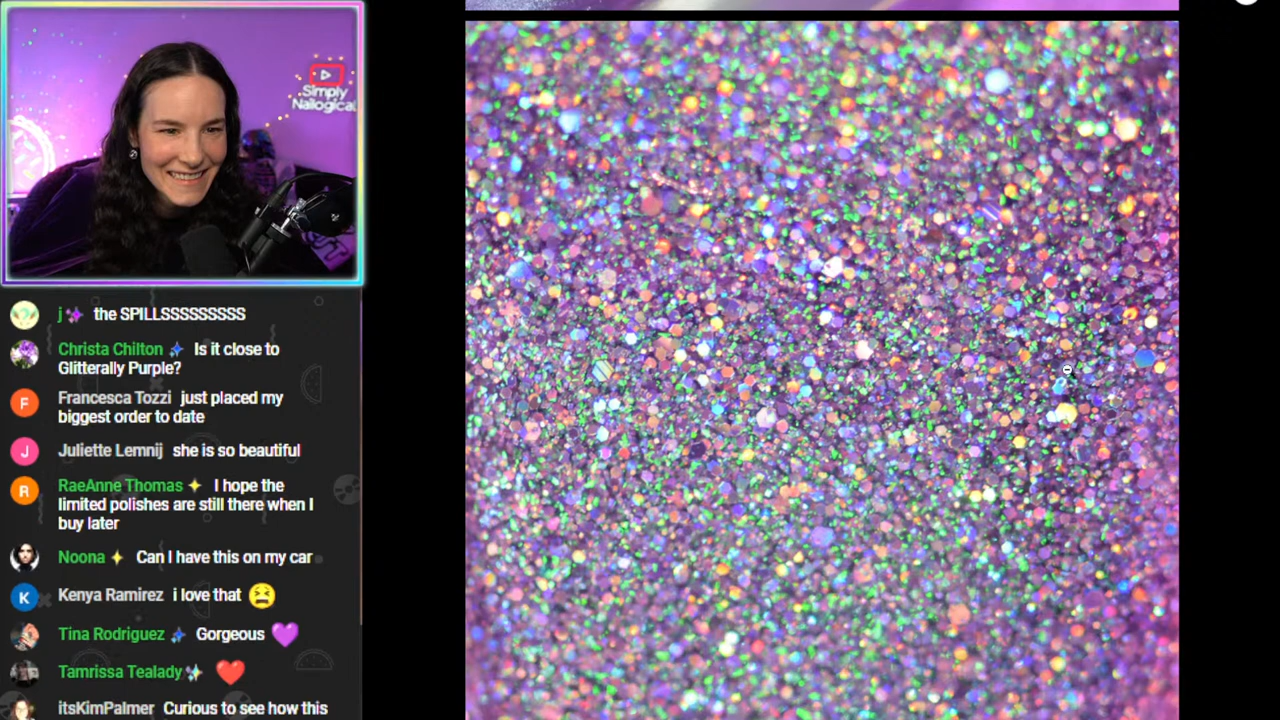 Simply
Nailogical
j the SPILLSSSSSSSSS
Christa Chilton Is it close to
Glitterally Purple?
Francesca Tozzi just placed my
biggest order to date
Juliette Lemnij she is so beautiful
RaeAnne Thomas I hope the
limited polishes are still there when I
buy later
Noona Can I have this on my car
Kenya Ramirez i love that
Tina Rodriguez Gorgeous
Tamrissa Tealady
itsKimPalmer Curious to see how this
F
J
R
K